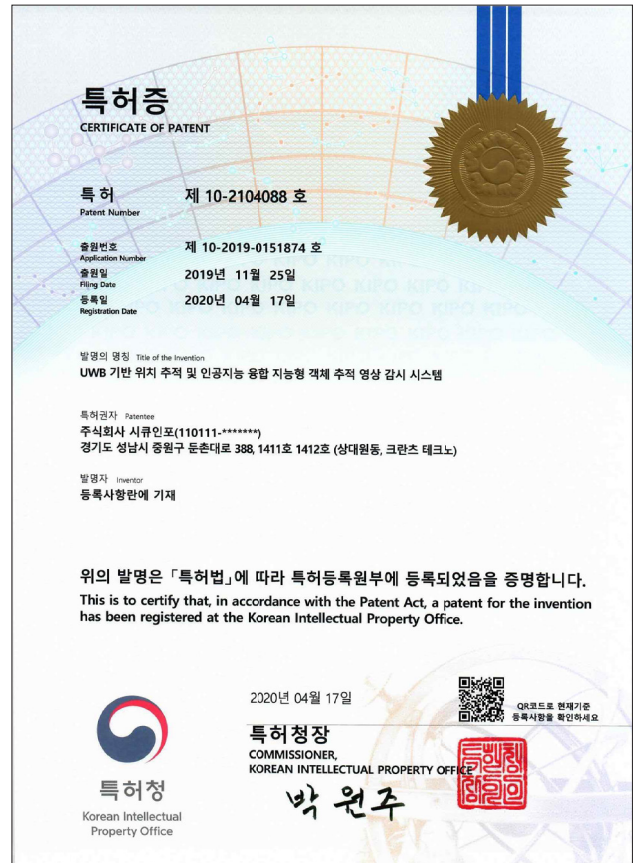 특허증
CERTIFICATE OF PATENT
특허 제 10-2104088 호
Patent Number
출원번호 제 10-2019-0151874 호
Application Number
출원일 2019년 11월 25일
Filing Date
등록일 2020년 04월 17일
Registration Date
발명의 명칭 Title of the Invention
UWB 기반 위치 추적 및 인공지능 융합 지능형 객체 추적 영상 감시 시스템
특허권자 Patentee
주식회사 시큐인포(110111-*******)
경기도 성남시 중원구 둔촌대로 388, 1411호 1412호 (상대원동, 크란츠 테크노)
발명자 Inventor
등록사항란에 기재
위의 발명은 「특허법」에 따라 특허등록원부에 등록되었음을 증명합니다.
This is to certify that, in accordance with the Patent Act, a patent for the invention
has been registered at the Korean Intellectual Property Office.
2020년 04월 17일
QR코드로 현재기준
등록사항을 확인하세요
특허청장
COMMISSIONER,
KOREAN INTELLECTUAL PROPERTY OFFICE
박원주
특허청
Korean Intellectual
Property Office